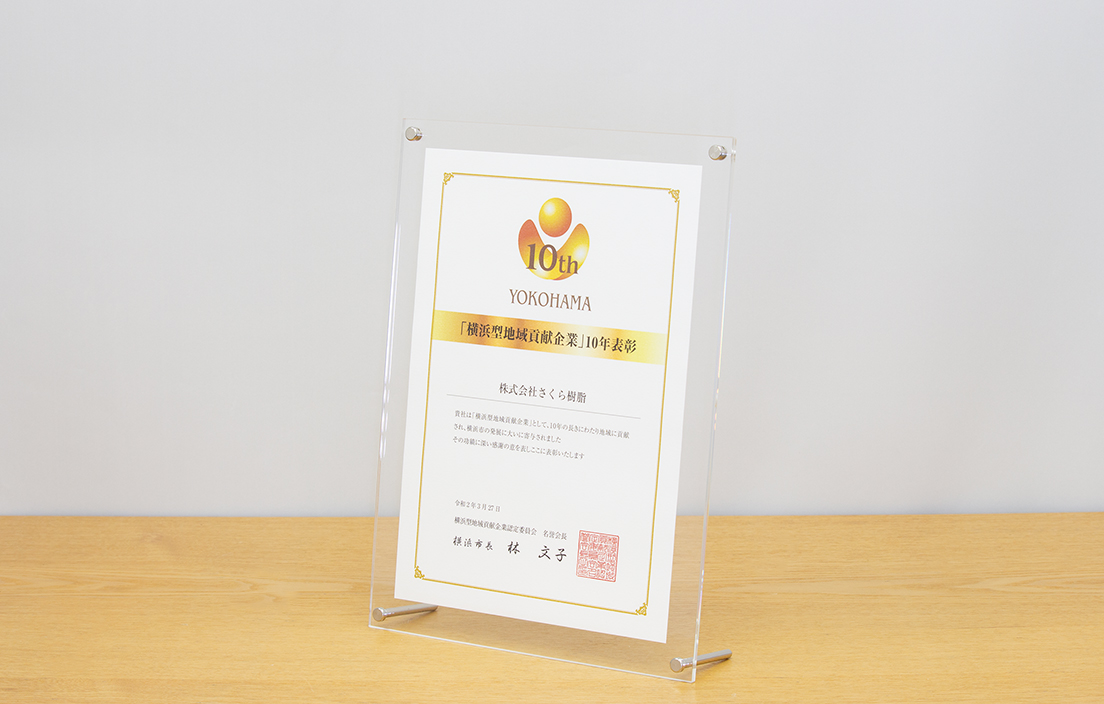 10th
YOKOHAMA
「横浜型地域貢献企業」10年表彰
株式会社さくら樹脂
貴社は「横浜型地域貢献企業」として、10年の長きにわたり地域に貢献
され、横浜市の発展に大いに寄与されました
その功績に深い感謝の意を表しここに表彰いたします
令和2年3月27日
横浜型地域貢献企業認定委員会 名誉会長
横浜市長 林 文子